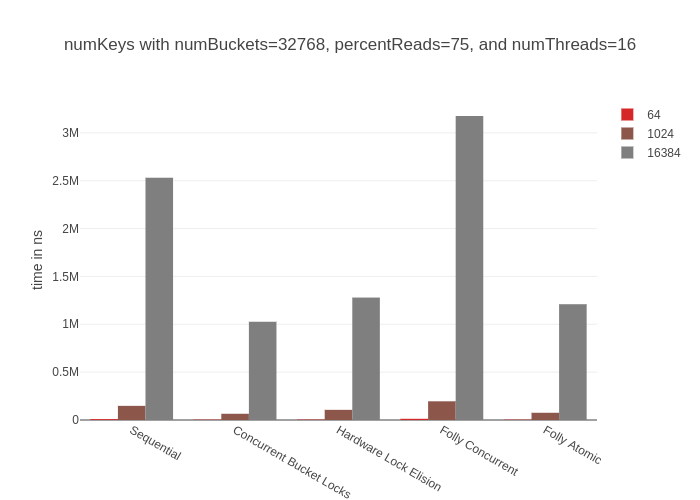 numKeys with numBuckets=32768, percentReads=75, and numThreads=16
64
1024
16384
time in ns
3M
2.5M
2M
1.5M
1M
0.5M
0
Sequential
Concurrent Bucket Locks
Hardware Lock Elision
Folly Concurrent
Folly Atomic